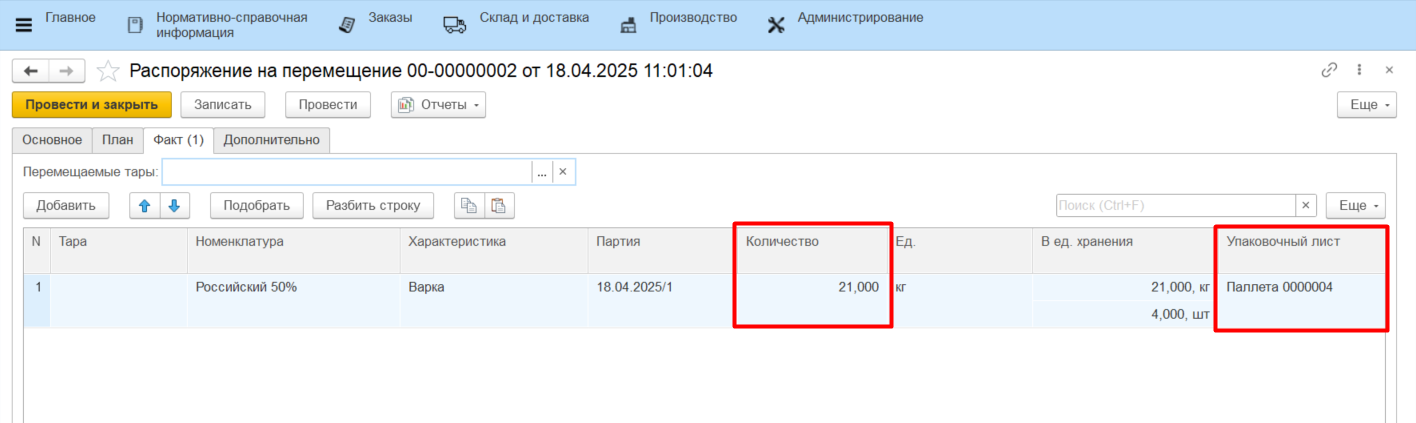 Главное
Нормативно-справочная
информация
Заказы
Склад и доставка
Производство
Администрирование
Распоряжение на перемещение 00-00000002 от 18.04.2025 11:01:04
Провести и закрыть
Записать
Провести
Отчеты
Еще
Основное
План
Факт (1)
Дополнительно
Перемещаемые тары:
...
Добавить
Подобрать
Разбить строку
Поиск (Ctrl+F)
Еще
N Тара Номенклатура Характеристика Партия Количество Ед. В ед. хранения Упаковочный лист
1 Российский 50% Варка 18.04.2025/1 21,000 кг 21,000, кг Паллета 0000004
4,000, шт